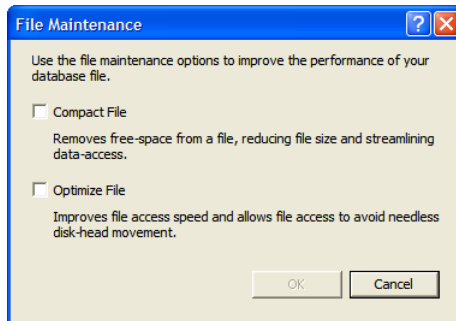 File Maintenance
Use the file maintenance options to improve the performance of your
database file.
Compact File
Removes free-space from a file, reducing file size and streamlining
data-access.
Optimize File
Improves file access speed and allows file access to avoid needless
disk-head movement.
OK Cancel